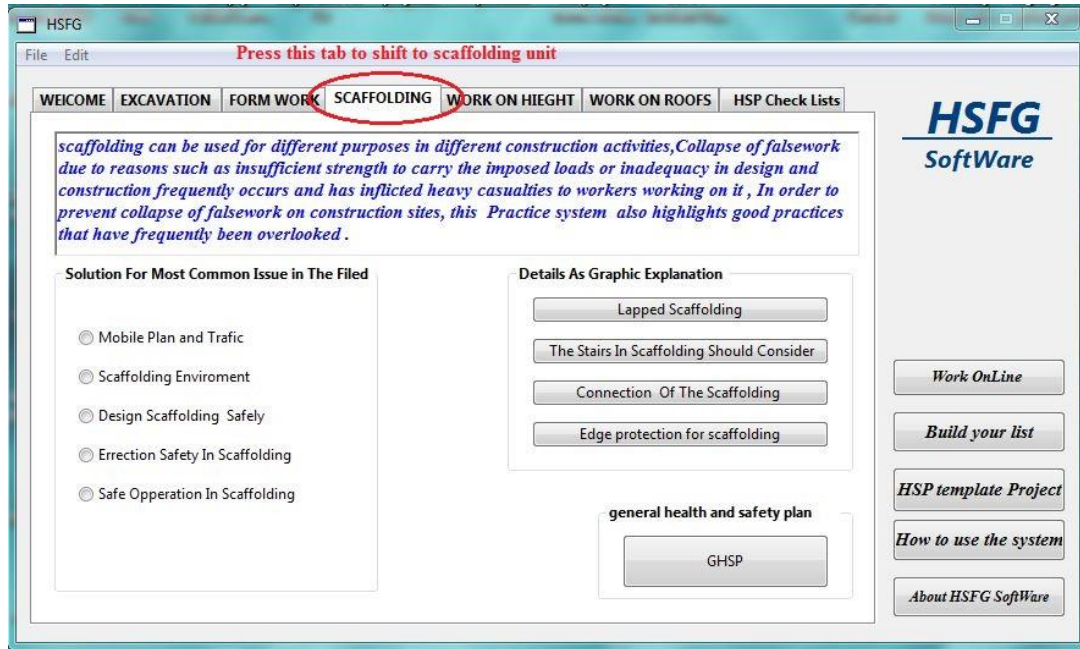 HSFG
File Edit
Press this tab to shift to scaffolding unit
WEICOME EXCAVATION FORM WORK SCAFFOLDING WORK ON HIEGHT WORK ON ROOFS HSP Check Lists
scaffolding can be used for different purposes in different construction activities,Collapse of falsework
due to reasons such as insufficient strength to carry the imposed loads or inadequacy in design and
construction frequently occurs and has inflicted heavy casualties to workers working on it , In order to
prevent collapse of falsework on construction sites, this Practice system also highlights good practices
that have frequently been overlooked .
Solution For Most Common Issue in The Filed
Mobile Plan and Trafic
Scaffolding Enviroment
Design Scaffolding Safely
Errection Safety In Scaffolding
Safe Opperation In Scaffolding
Details As Graphic Explanation
Lapped Scaffolding
The Stairs In Scaffolding Should Consider
Connection Of The Scaffolding
Edge protection for scaffolding
general health and safety plan
GHSP
HSFG
SoftWare
Work OnLine
Build your list
HSP template Project
How to use the system
About HSFG SoftWare